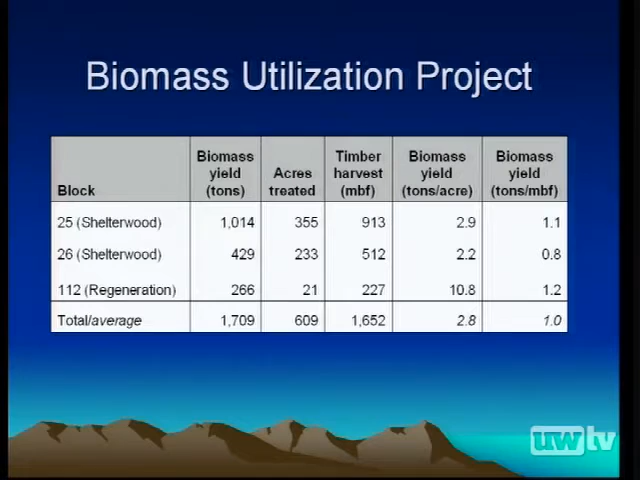 Biomass Utilization Project
Block	Biomass yield (tons)	Acres treated	Timber harvest (mbf)	Biomass yield (tons/acre)	Biomass yield (tons/mbf)
25 (Shelterwood)	1,014	355	913	2.9	1.1
26 (Shelterwood)	429	233	512	2.2	0.8
112 (Regeneration)	266	21	227	10.8	1.2
Total/average	1,709	609	1,652	2.8	1.0
uwtv